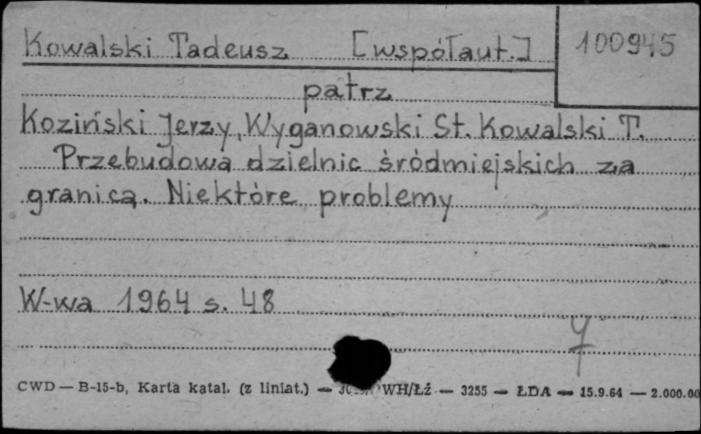 Kowalski Tadeusz [współaut.] 100945
patrz
Koziński Jerzy, Wyganowski St. Kowalski T.
Przebudowa dzielnic śródmiejskich za
granicą. Niektóre problemy
W-wa 1964 s. 48
CWD — B-15-b, Karta katal. (z liniat.) — WH/Łź — 3255 — ŁDA — 15.9.64 — 2.000.00